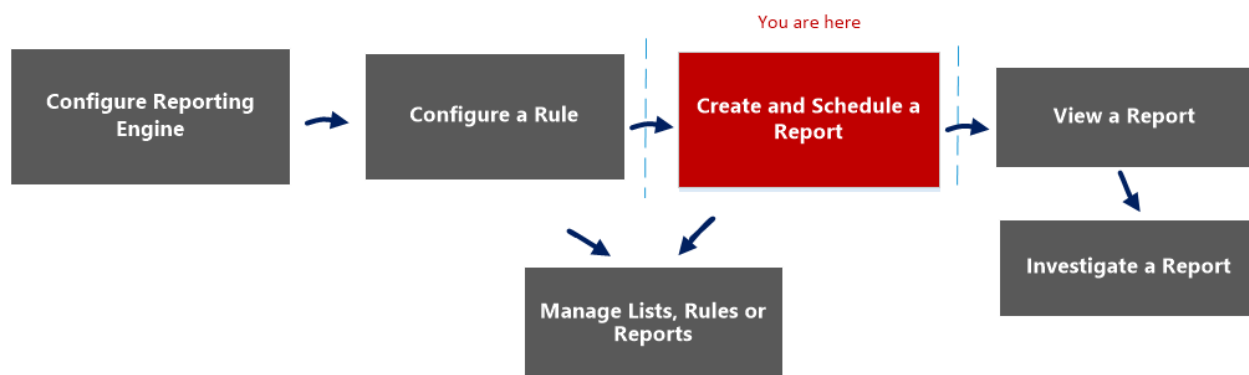 You are here
Configure Reporting
Engine
Configure a Rule
Create and Schedule a
Report
View a Report
Manage Lists, Rules or
Reports
Investigate a Report